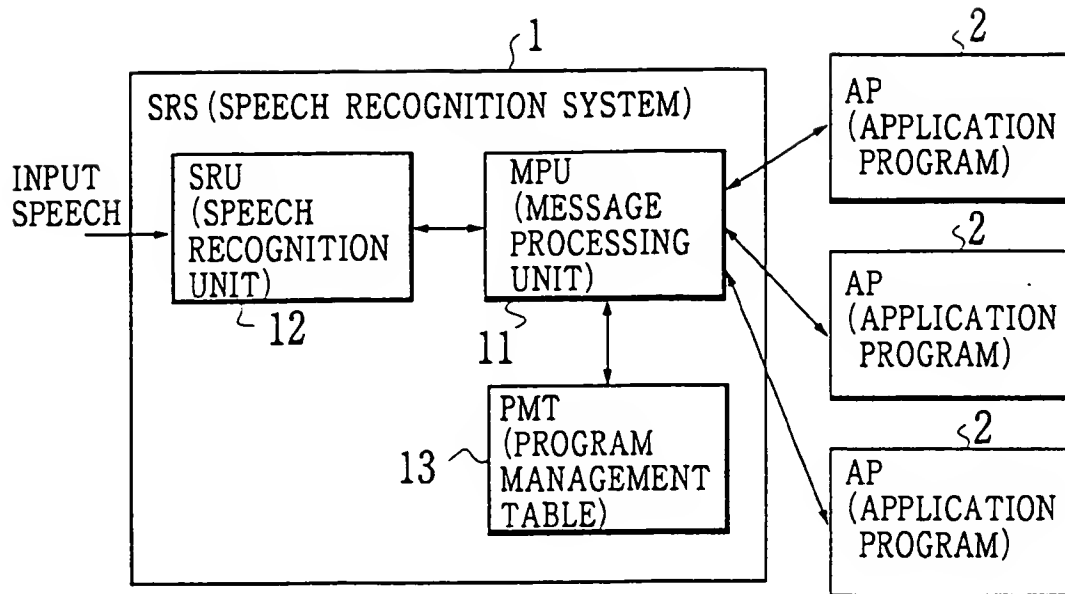 1
SRS (SPEECH RECOGNITION SYSTEM)
INPUT
SPEECH
SRU
(SPEECH
RECOGNITION
UNIT)
12
MPU
(MESSAGE
PROCESSING
UNIT)
11
PMT
(PROGRAM
MANAGEMENT
TABLE)
13
2
AP
(APPLICATION
PROGRAM)
2
AP
(APPLICATION
PROGRAM)
2
AP
(APPLICATION
PROGRAM)